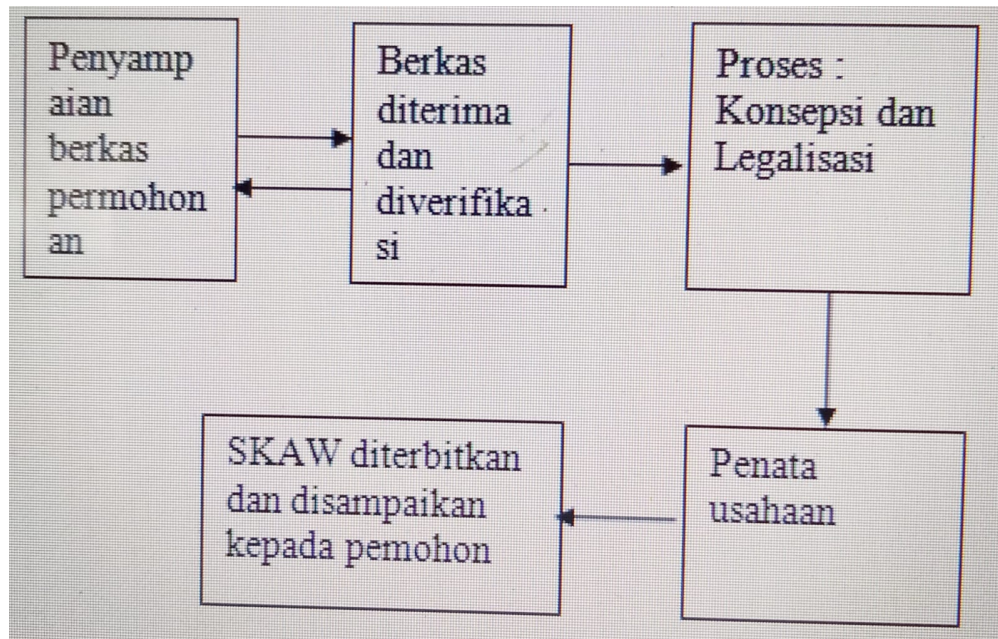 Penyamp
aian
berkas
permohon
an
Berkas
diterima
dan
diverifika
si
Proses :
Konsepsi dan
Legalisasi
Penata
usahaan
SKAW diterbitkan
dan disampaikan
kepada pemohon